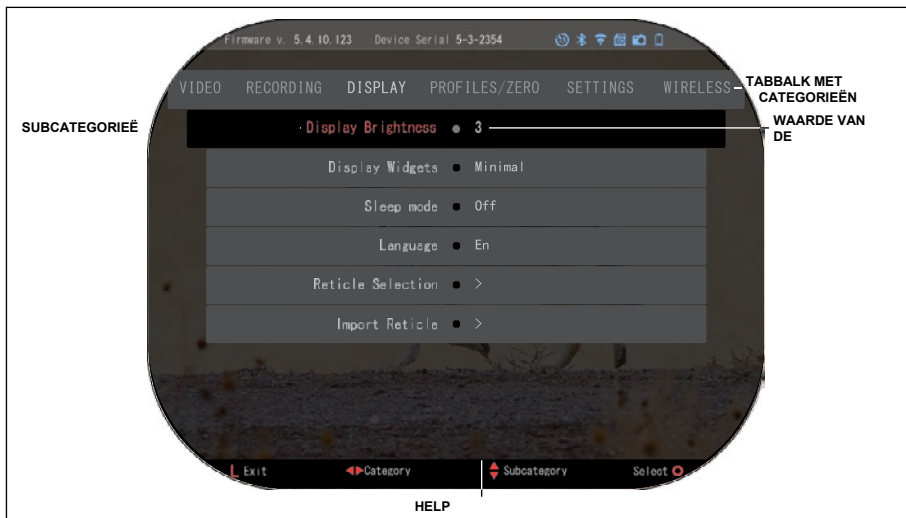 Firmware v. 5.4.10.123 Device Serial 5-3-2354
VIDEO RECORDING DISPLAY PROFILES/ZERO SETTINGS WIRELESS
TABBALK MET
CATEGORIEËN
SUBCATEGORIEË
Display Brightness 3
WAARDE VAN
DE
Display Widgets Minimal
Sleep mode Off
Language En
Reticle Selection >
Import Reticle >
L Exit Category Subcategory Select
HELP